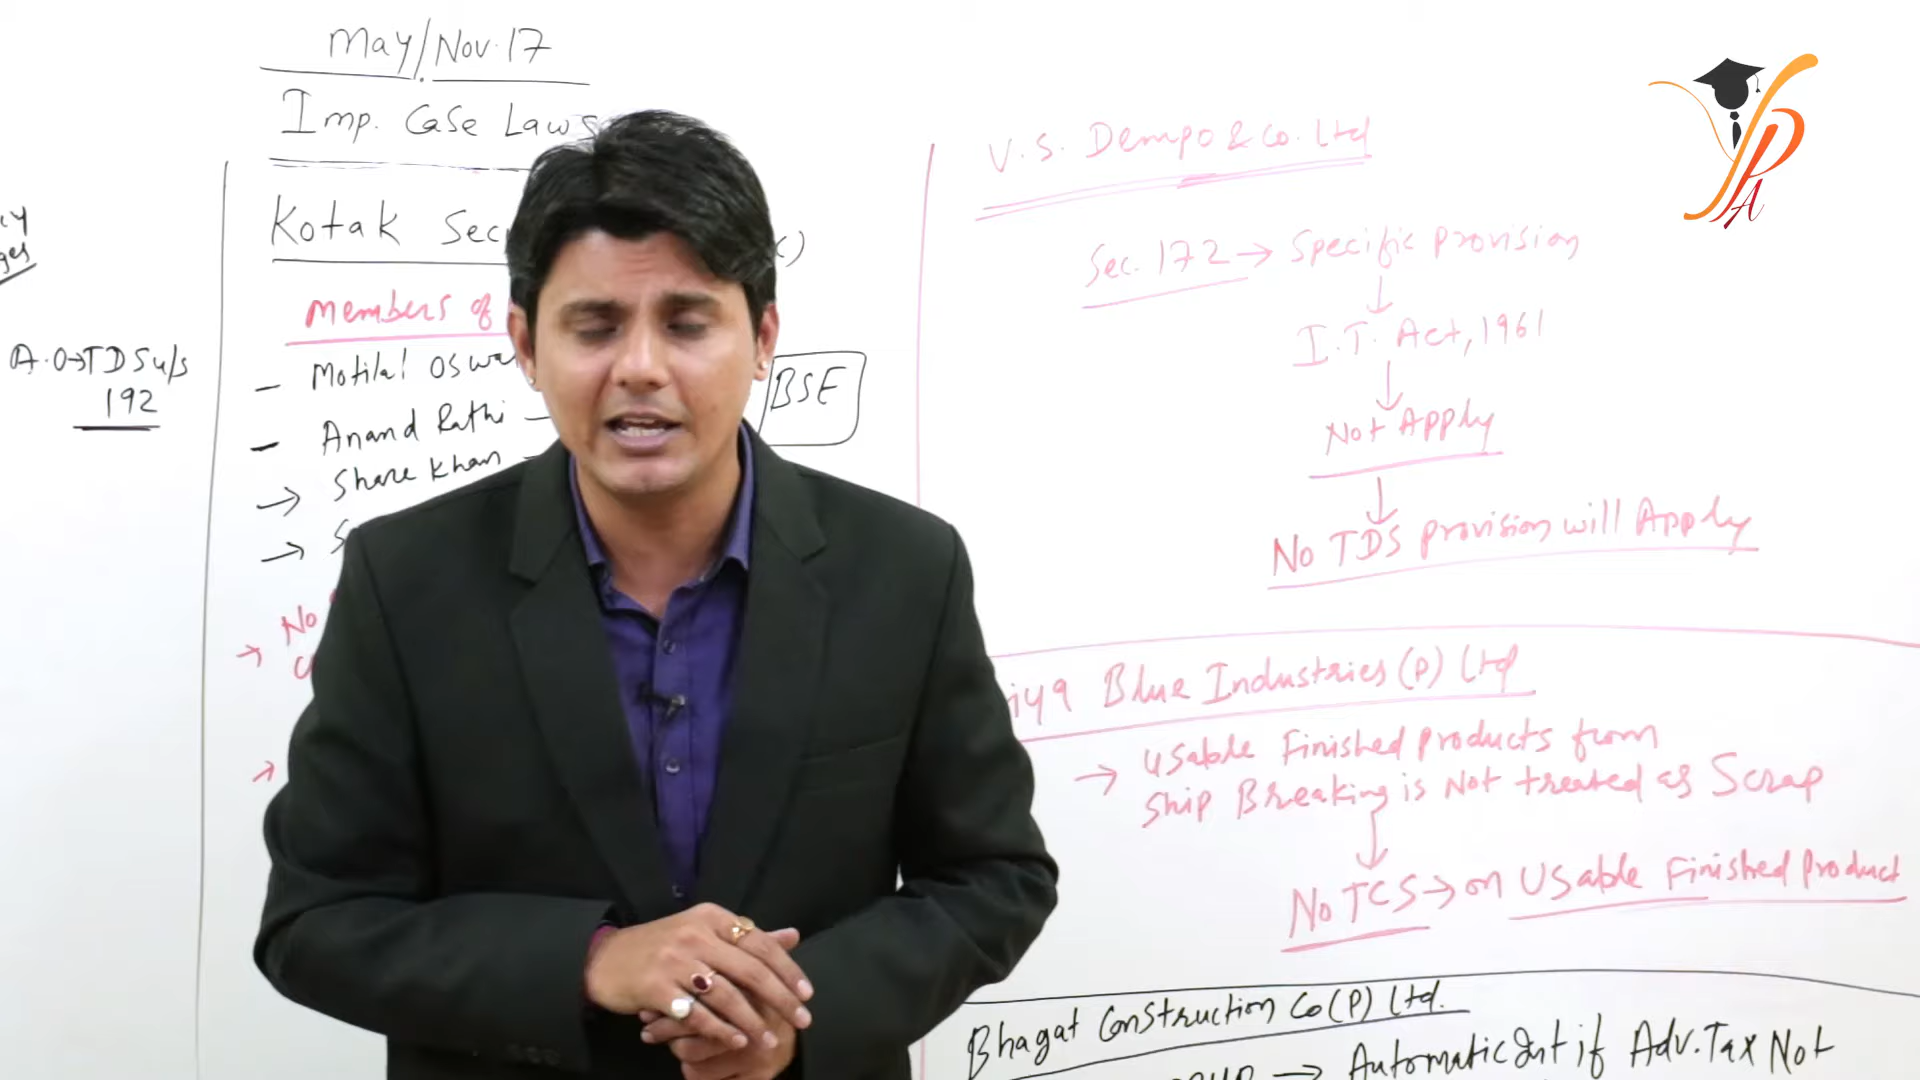 May/Nov.17
Imp. Case Laws
Kotak Sec
Members of
- Motilal Oswa
- Anand Rathi -
→ Share Khan -
→ S
BSE
→ No
→
A.O→TDS u/s
192
V.S. Dempo & Co. Ltd
Sec. 172 → Specific provision
↓
I.T. Act, 1961
↓
Not Apply
↓
No TDS provision will Apply
iya Blue Industries (P) Ltd
→ Usable Finished products from
Ship Breaking is Not treated as Scrap
↓
No TCS → on Usable Finished Product
Bhagat Construction Co (P) Ltd.
→ Automatic Int if Adv. Tax Not
YPA